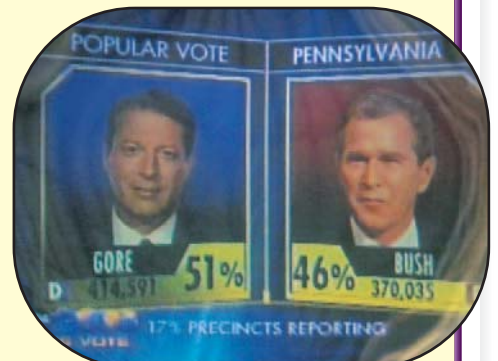 POPULAR VOTE
PENNSYLVANIA
GORE
51%
D 414,591
46%
BUSH
370,035
17% PRECINCTS REPORTING
VOTE